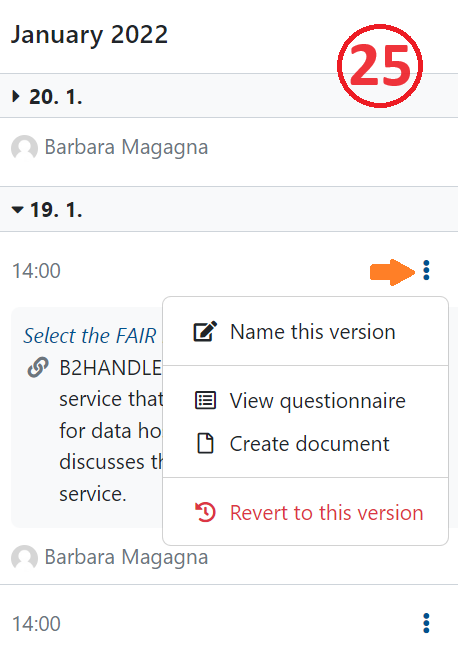 January 2022
25
20. 1.
Barbara Magagna
19. 1.
14:00
Select the FAIR
B2HANDLE
service that
for data ho
discusses th
service.
Name this version
View questionnaire
Create document
Revert to this version
Barbara Magagna
14:00